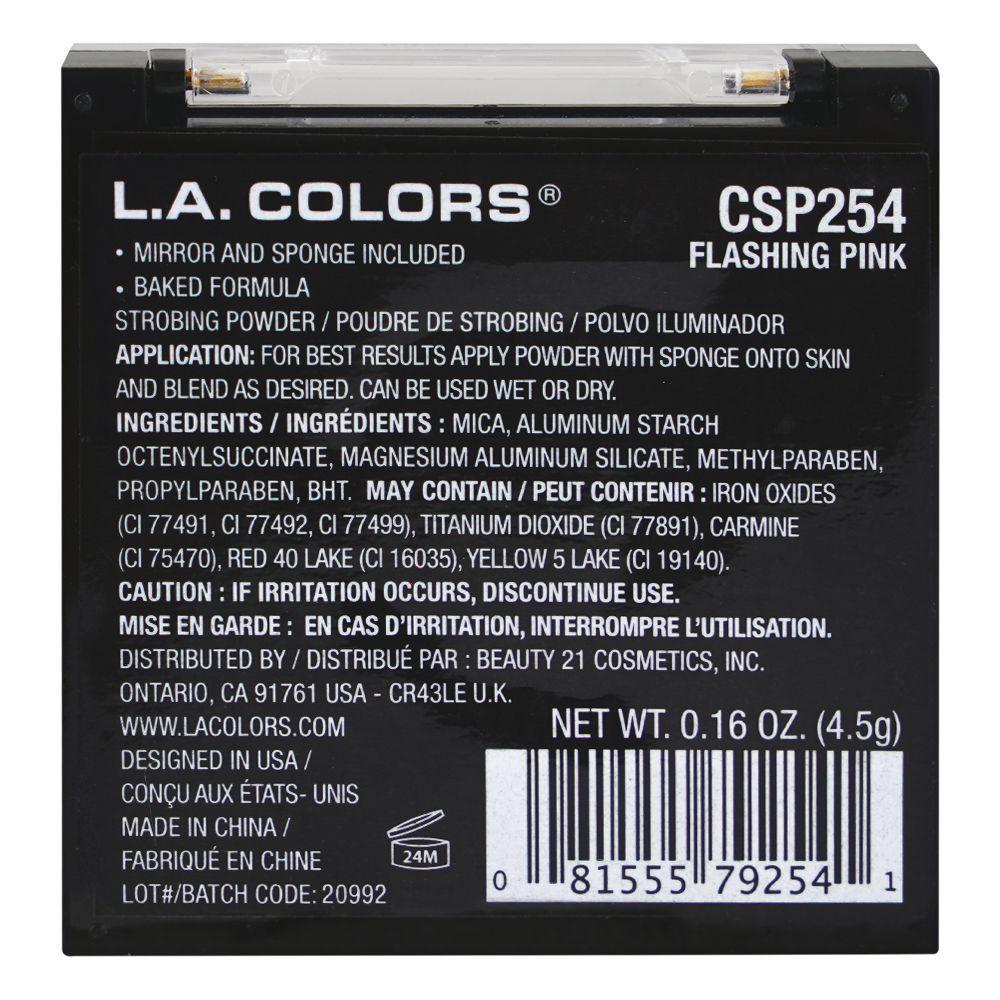 L.A. COLORS®
CSP254
FLASHING PINK
• MIRROR AND SPONGE INCLUDED
• BAKED FORMULA
STROBING POWDER / POUDRE DE STROBING / POLVO ILUMINADOR
APPLICATION: FOR BEST RESULTS APPLY POWDER WITH SPONGE ONTO SKIN
AND BLEND AS DESIRED. CAN BE USED WET OR DRY.
INGREDIENTS / INGRÉDIENTS : MICA, ALUMINUM STARCH
OCTENYLSUCCINATE, MAGNESIUM ALUMINUM SILICATE, METHYLPARABEN,
PROPYLPARABEN, BHT. MAY CONTAIN / PEUT CONTENIR : IRON OXIDES
(CI 77491, CI 77492, CI 77499), TITANIUM DIOXIDE (CI 77891), CARMINE
(CI 75470), RED 40 LAKE (CI 16035), YELLOW 5 LAKE (CI 19140).
CAUTION : IF IRRITATION OCCURS, DISCONTINUE USE.
MISE EN GARDE : EN CAS D'IRRITATION, INTERROMPRE L'UTILISATION.
DISTRIBUTED BY / DISTRIBUÉ PAR : BEAUTY 21 COSMETICS, INC.
ONTARIO, CA 91761 USA - CR43LE U.K.
WWW.LACOLORS.COM
DESIGNED IN USA /
CONÇU AUX ÉTATS- UNIS
MADE IN CHINA /
FABRIQUÉ EN CHINE
LOT#/BATCH CODE: 20992
24M
NET WT. 0.16 OZ. (4.5g)
0 81555 79254 1